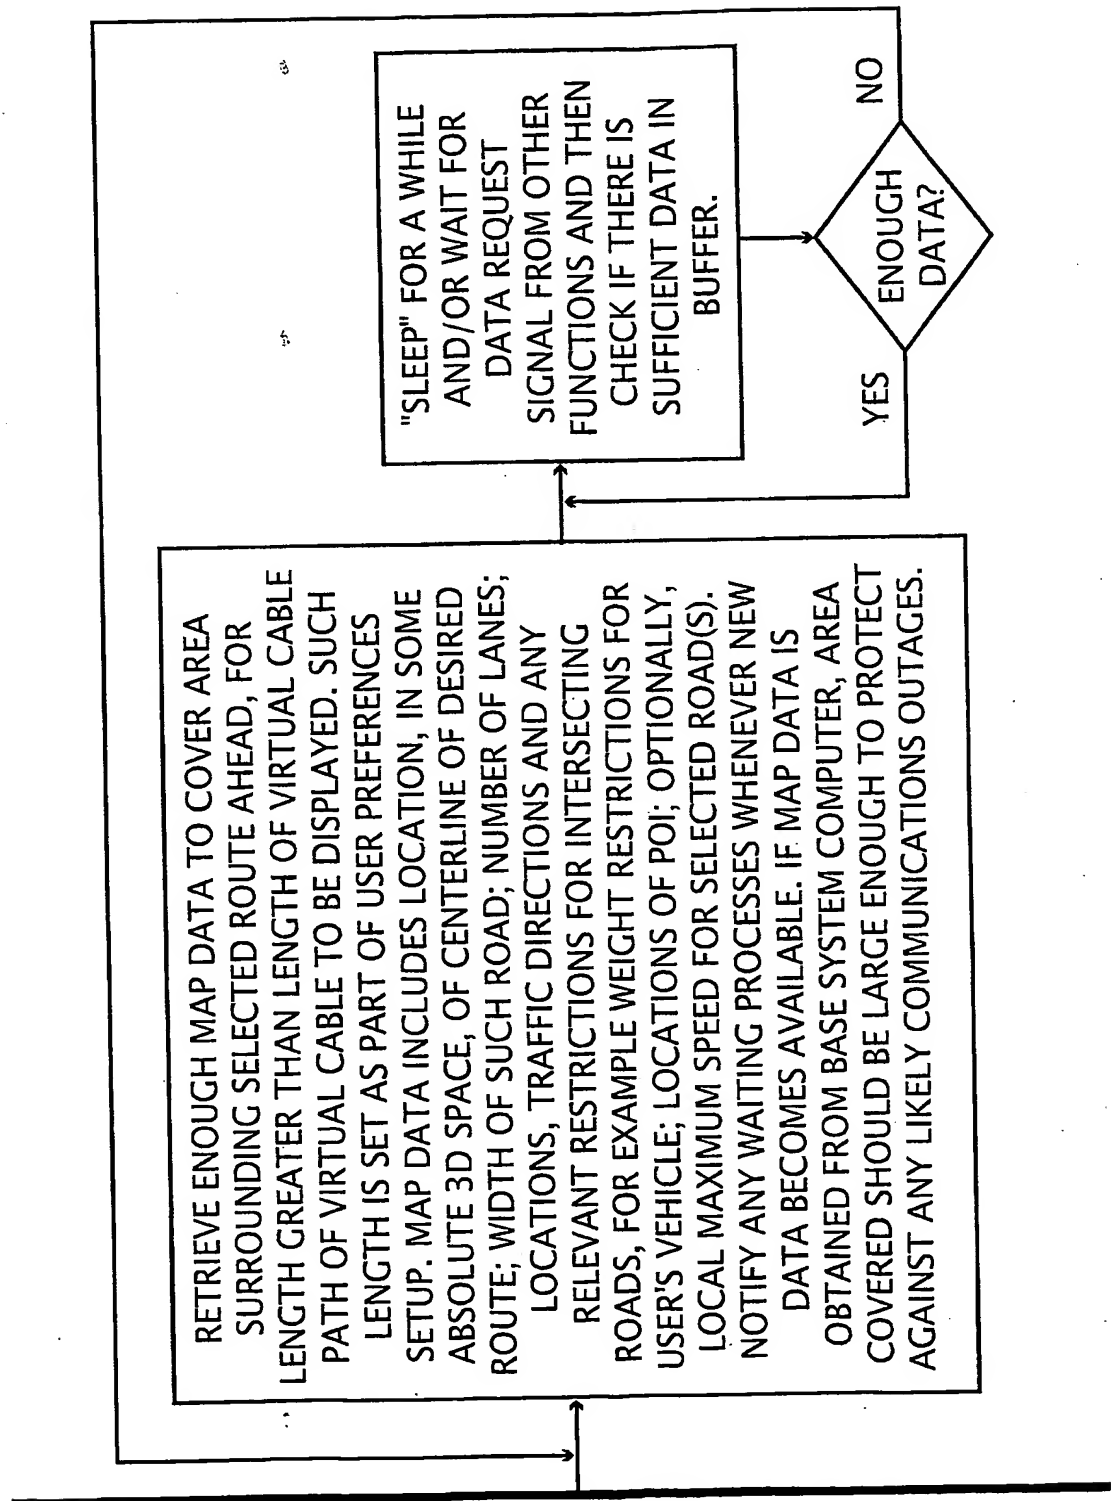 RETRIEVE ENOUGH MAP DATA TO COVER AREA
SURROUNDING SELECTED ROUTE AHEAD, FOR
LENGTH GREATER THAN LENGTH OF VIRTUAL CABLE
PATH OF VIRTUAL CABLE TO BE DISPLAYED. SUCH
LENGTH IS SET AS PART OF USER PREFERENCES
SETUP. MAP DATA INCLUDES LOCATION, IN SOME
ABSOLUTE 3D SPACE, OF CENTERLINE OF DESIRED
ROUTE; WIDTH OF SUCH ROAD; NUMBER OF LANES;
LOCATIONS, TRAFFIC DIRECTIONS AND ANY
RELEVANT RESTRICTIONS FOR INTERSECTING
ROADS, FOR EXAMPLE WEIGHT RESTRICTIONS FOR
USER'S VEHICLE; LOCATIONS OF POI; OPTIONALLY,
LOCAL MAXIMUM SPEED FOR SELECTED ROAD(S).
NOTIFY ANY WAITING PROCESSES WHENEVER NEW
DATA BECOMES AVAILABLE. IF MAP DATA IS
OBTAINED FROM BASE SYSTEM COMPUTER, AREA
COVERED SHOULD BE LARGE ENOUGH TO PROTECT
AGAINST ANY LIKELY COMMUNICATIONS OUTAGES.
"SLEEP" FOR A WHILE
AND/OR WAIT FOR
DATA REQUEST
SIGNAL FROM OTHER
FUNCTIONS AND THEN
CHECK IF THERE IS
SUFFICIENT DATA IN
BUFFER.
YES
ENOUGH
DATA?
NO